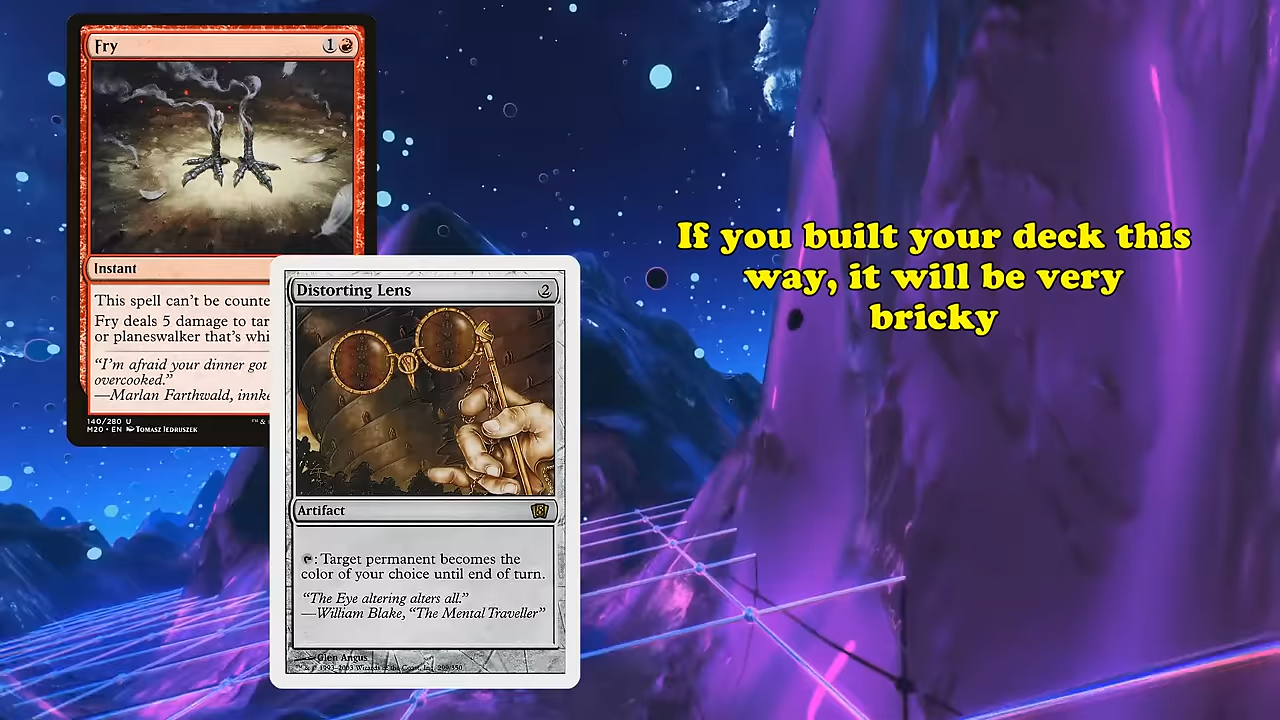 Fry 1
Instant
This spell can't be counte
Fry deals 5 damage to tar
or planeswalker that's whi
"I'm afraid your dinner got
overcooked."
—Marlan Farthwald, innke
140/280 U
M20 • EN TOMASZ JEDRUSZEK
™ &
Distorting Lens 2
Artifact
: Target permanent becomes the
color of your choice until end of turn.
"The Eye altering alters all."
—William Blake, "The Mental Traveller"
Glen Angus
If you built your deck this
way, it will be very
bricky